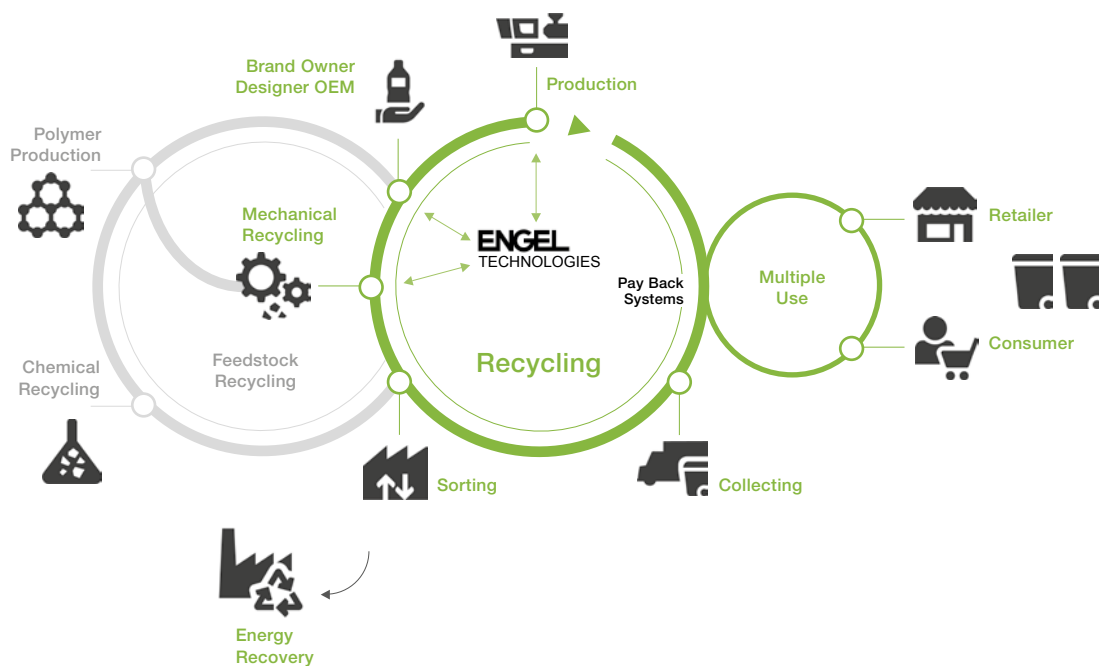 Production
Brand Owner
Designer OEM
Polymer
Production
Mechanical
Recycling
ENGEL
TECHNOLOGIES
Retailer
Pay Back
Systems
Multiple
Use
Consumer
Chemical
Recycling
Feedstock
Recycling
Recycling
Sorting
Collecting
Energy
Recovery